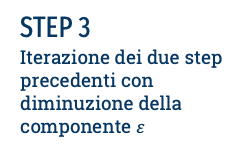 STEP 3
Iterazione dei due step
precedenti con
diminuzione della
componente ε